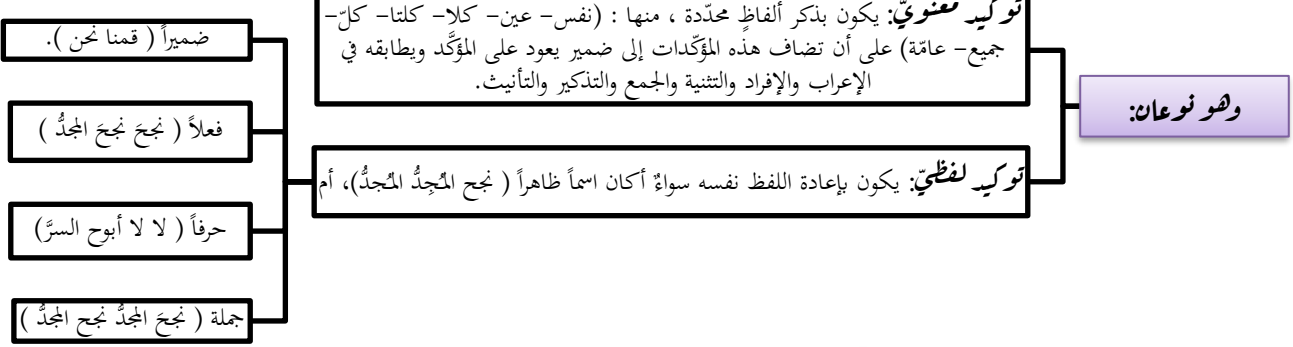 وهو نوعان:
توكيد معنويّ: يكون بذكر ألفاظٍ محدّدة ، منها : (نفس– عين– كلا– كلتا– كلّ–
جميع– عامّة) على أن تضاف هذه المؤكّدات إلى ضمير يعود على المؤكَّد ويطابقه في
الإعراب والإفراد والتثنية والجمع والتذكير والتأنيث.
توكيد لفظيّ: يكون بإعادة اللفظ نفسه سواءٌ أكان اسماً ظاهراً ( نجح المُجِدُّ المُجدُّ)، أم
ضميراً ( قمنا نحن ).
فعلاً ( نجحَ نجحَ المجدُّ )
حرفاً ( لا لا أبوح السرَّ)
جملة ( نجحَ المجدُّ نجح المجدُّ )